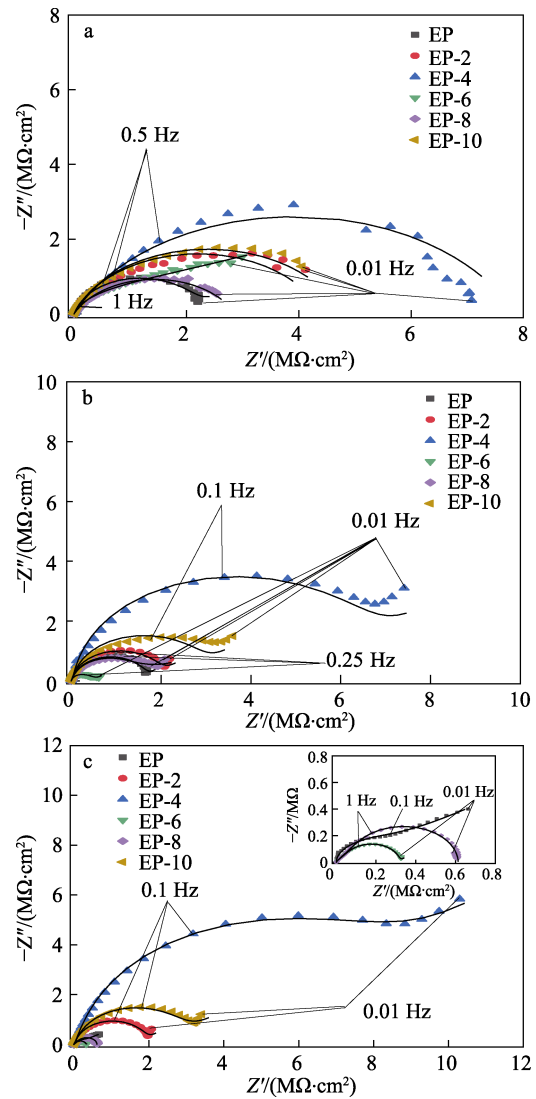 a
8
6
4
2
0
−Z″/(MΩ·cm²)
EP
EP-2
EP-4
EP-6
EP-8
EP-10
0.5 Hz
0.01 Hz
1 Hz
0 1 2 3 4 5 6 7 8
Z′/(MΩ·cm²)
b
10
8
6
4
2
0
−Z″/(MΩ·cm²)
EP
EP-2
EP-4
EP-6
EP-8
EP-10
0.1 Hz
0.01 Hz
0.25 Hz
0 2 4 6 8 10
Z′/(MΩ·cm²)
c
12
10
8
6
4
2
0
−Z″/(MΩ·cm²)
EP
EP-2
EP-4
EP-6
EP-8
EP-10
0.1 Hz
0.01 Hz
0 2 4 6 8 10 12
Z′/(MΩ·cm²)
0.8
0.6
0.4
0.2
0
−Z″/MΩ
1 Hz
0.1 Hz
0.01 Hz
0 0.2 0.4 0.6 0.8
Z′/(MΩ·cm²)